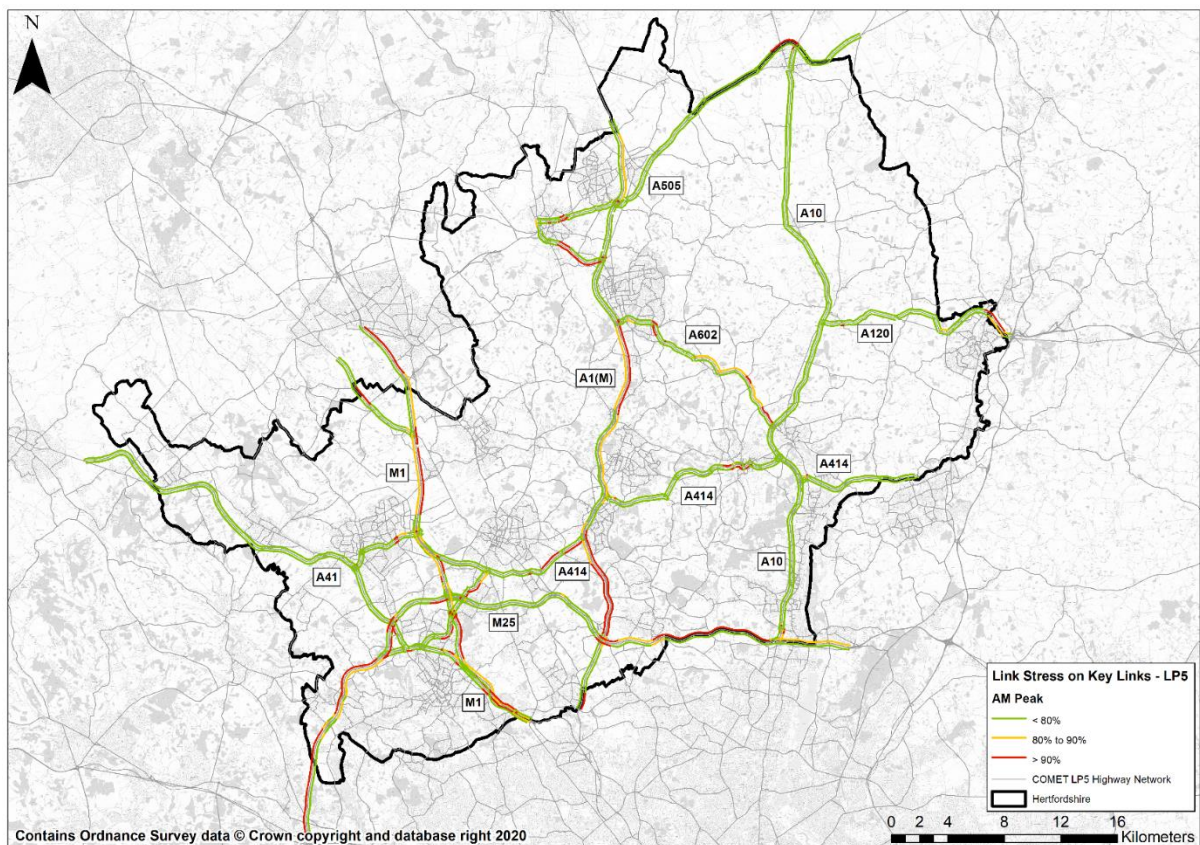 N
A505
A10
A602
A120
A1(M)
M1
A414
A414
A41
A414
A10
M25
M1
Link Stress on Key Links - LP5
AM Peak
< 80%
80% to 90%
> 90%
COMET LP5 Highway Network
Hertfordshire
Contains Ordnance Survey data © Crown copyright and database right 2020
0 2 4 8 12 16
Kilometers